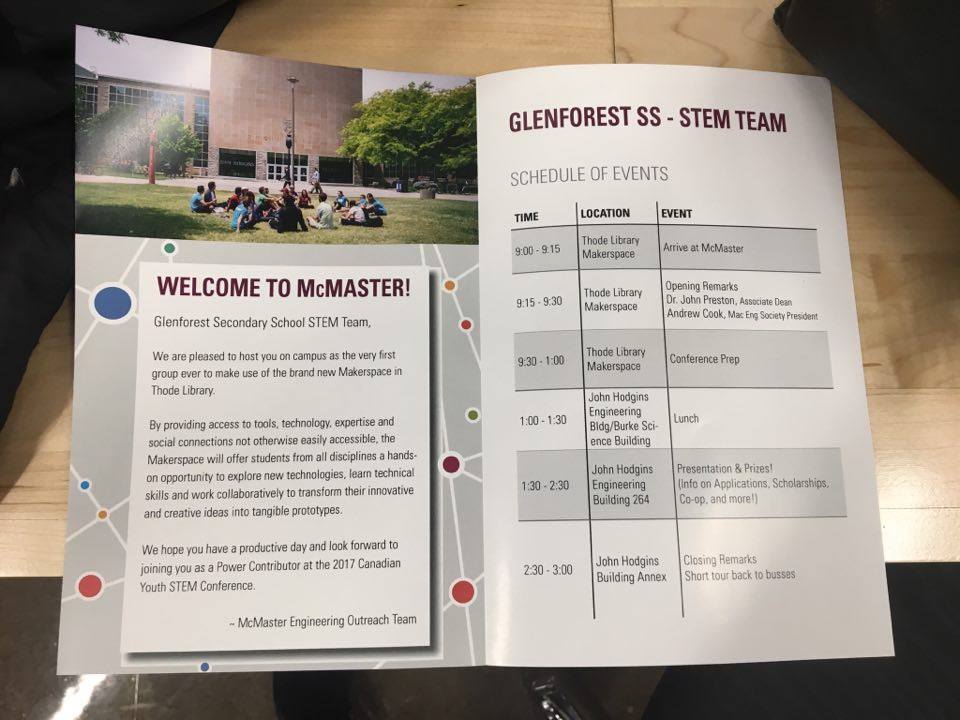 WELCOME TO McMASTER!
Glenforest Secondary School STEM Team,
We are pleased to host you on campus as the very first
group ever to make use of the brand new Makerspace in
Thode Library.
By providing access to tools, technology, expertise and
social connections not otherwise easily accessible, the
Makerspace will offer students from all disciplines a hands-
on opportunity to explore new technologies, learn technical
skills and work collaboratively to transform their innovative
and creative ideas into tangible prototypes.
We hope you have a productive day and look forward to
joining you as a Power Contributor at the 2017 Canadian
Youth STEM Conference.
~ McMaster Engineering Outreach Team
GLENFOREST SS - STEM TEAM
SCHEDULE OF EVENTS
TIME LOCATION EVENT
9:00 - 9:15 Thode Library Makerspace Arrive at McMaster
9:15 - 9:30 Thode Library Makerspace Opening Remarks
Dr. John Preston, Associate Dean
Andrew Cook, Mac Eng Society President
9:30 - 1:00 Thode Library Makerspace Conference Prep
1:00 - 1:30 John Hodgins
Engineering
Bldg/Burke Sci-
ence Building Lunch
1:30 - 2:30 John Hodgins
Engineering
Building 264 Presentation & Prizes!
(Info on Applications, Scholarships,
Co-op, and more!)
2:30 - 3:00 John Hodgins
Building Annex Closing Remarks
Short tour back to busses